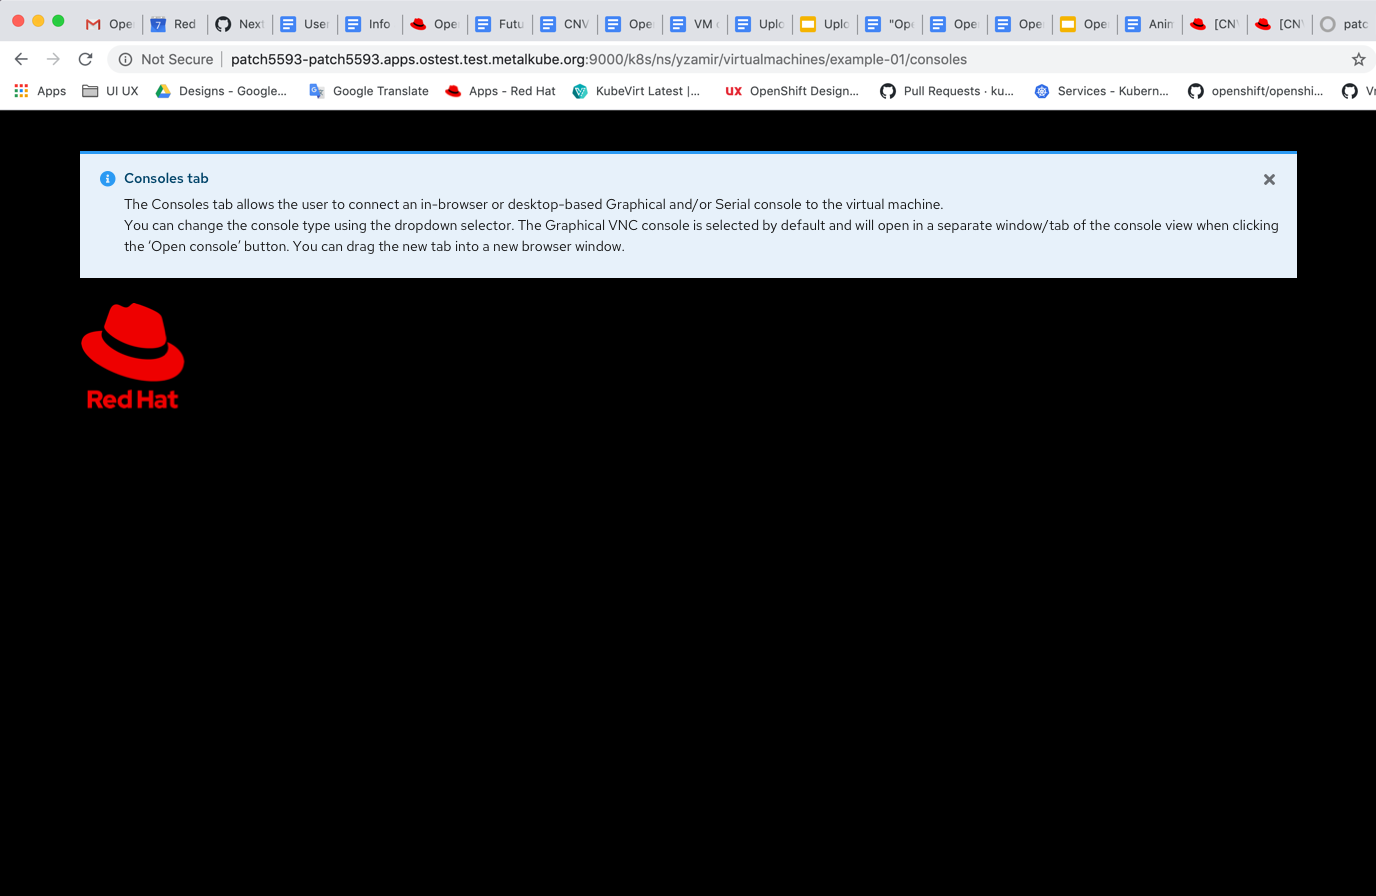 Ope Red Next User Info Ope Futu CNV Ope VM Uplo Uplo "Op Ope Ope Ope Anin [CN [CN patc
Not Secure patch5593-patch5593.apps.ostest.test.metalkube.org:9000/k8s/ns/yzamir/virtualmachines/example-01/consoles
Apps UI UX Designs - Google... Google Translate Apps - Red Hat KubeVirt Latest |... UX OpenShift Design... Pull Requests · ku... Services - Kubern... openshift/openshi...
Consoles tab
The Consoles tab allows the user to connect an in-browser or desktop-based Graphical and/or Serial console to the virtual machine.
You can change the console type using the dropdown selector. The Graphical VNC console is selected by default and will open in a separate window/tab of the console view when clicking
the ‘Open console’ button. You can drag the new tab into a new browser window.
Red Hat